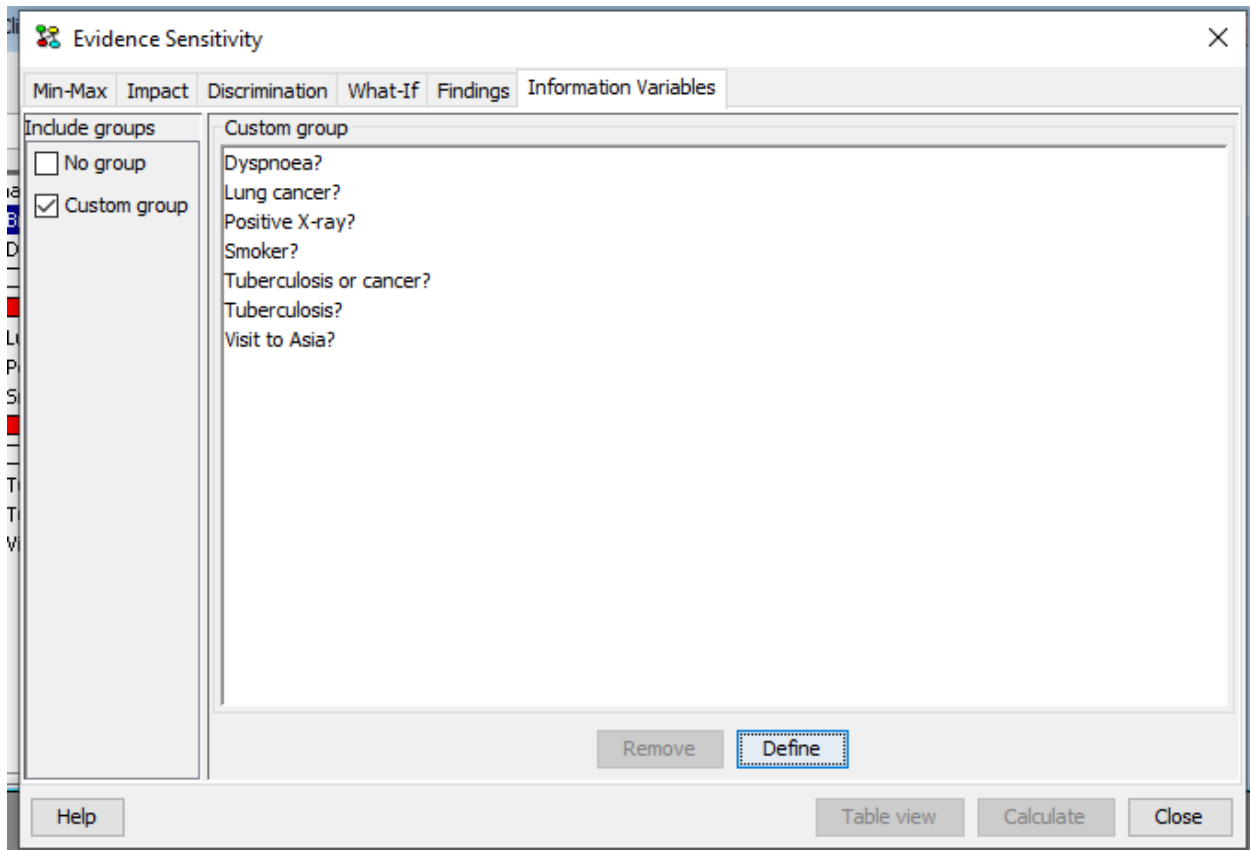 Evidence Sensitivity
Min-Max Impact Discrimination What-If Findings Information Variables
Include groups
No group
Custom group
Custom group
Dyspnoea?
Lung cancer?
Positive X-ray?
Smoker?
Tuberculosis or cancer?
Tuberculosis?
Visit to Asia?
Remove Define
Help Table view Calculate Close